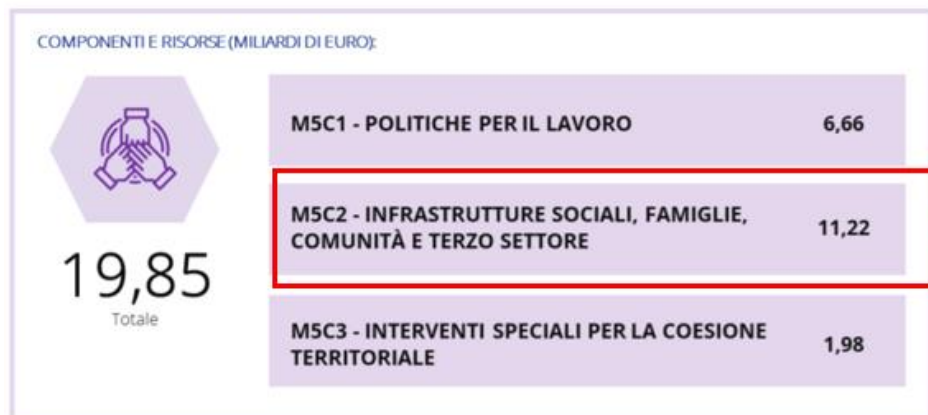 COMPONENTI E RISORSE (MILIARDI DI EURO):
M5C1 - POLITICHE PER IL LAVORO 6,66
M5C2 - INFRASTRUTTURE SOCIALI, FAMIGLIE,
COMUNITÀ E TERZO SETTORE 11,22
19,85
Totale
M5C3 - INTERVENTI SPECIALI PER LA COESIONE
TERRITORIALE 1,98